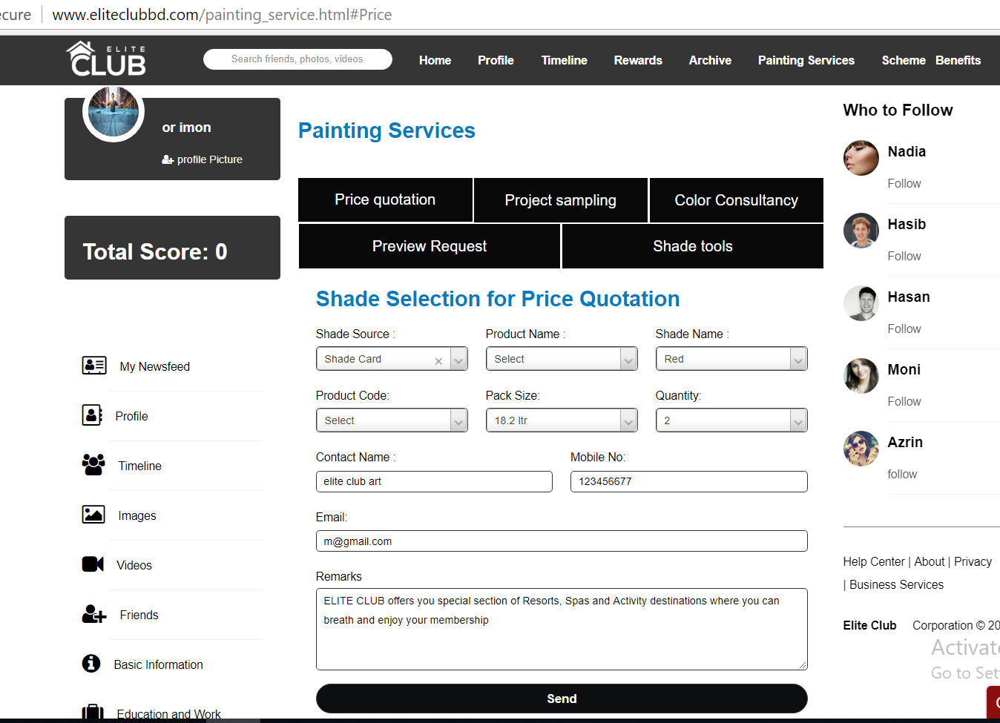 www.eliteclubbd.com/painting_service.html#Price
ELITE
CLUB
Search friends, photos, videos
Home Profile Timeline Rewards Archive Painting Services Scheme Benefits
or imon
profile Picture
Total Score: 0
My Newsfeed
Profile
Timeline
Images
Videos
Friends
Basic Information
Education and Work
Painting Services
Price quotation Project sampling Color Consultancy
Preview Request Shade tools
Shade Selection for Price Quotation
Shade Source : Product Name : Shade Name :
Shade Card × Select Red
Product Code: Pack Size: Quantity:
Select 18.2 ltr 2
Contact Name : Mobile No:
elite club art 123456677
Email:
m@gmail.com
Remarks
ELITE CLUB offers you special section of Resorts, Spas and Activity destinations where you can
breath and enjoy your membership
Send
Who to Follow
Nadia
Follow
Hasib
Follow
Hasan
Follow
Moni
Follow
Azrin
follow
Help Center | About | Privacy
| Business Services
Elite Club Corporation © 20
Go to